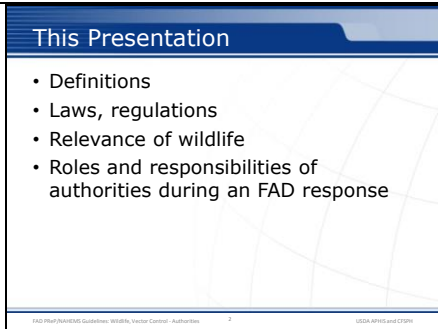 This Presentation
• Definitions
• Laws, regulations
• Relevance of wildlife
• Roles and responsibilities of
authorities during an FAD response
FAD PReP/NAHEMS Guidelines: Wildlife, Vector Control - Authorities 2 USDA APHIS and CFSPH